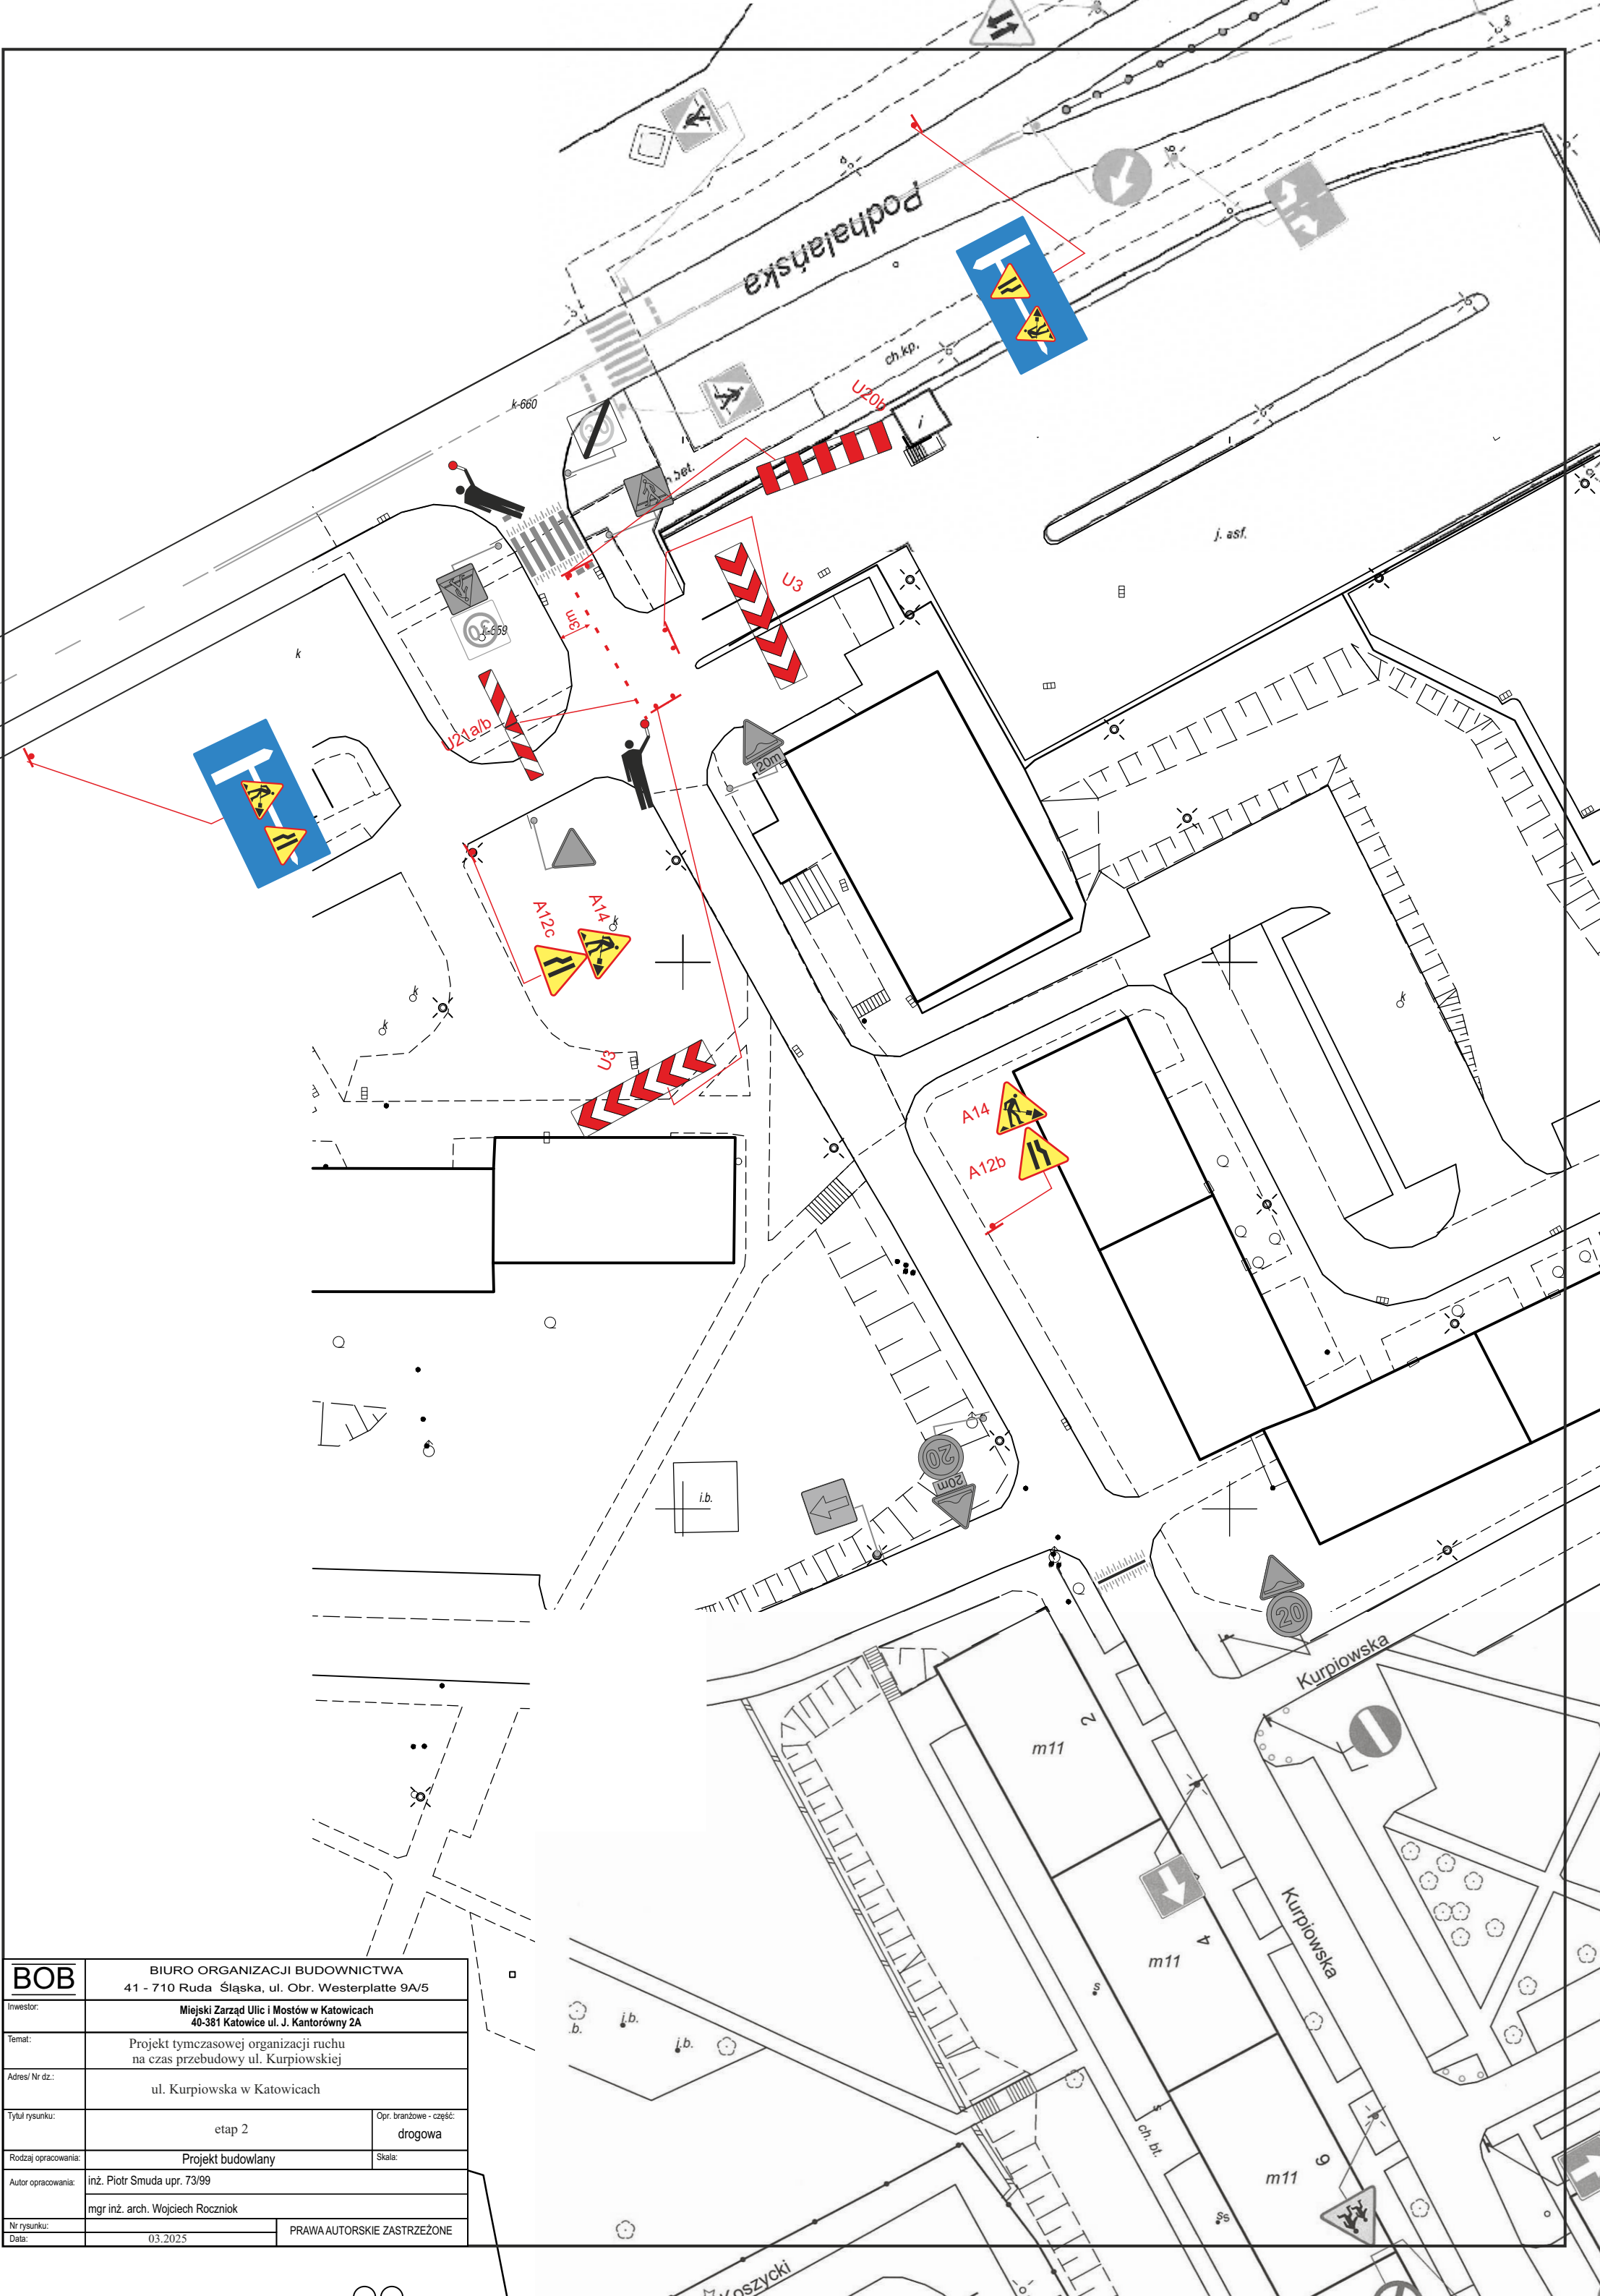 Podhalańska
k-660
ch.kp.
U20b
i
j. asf.
U3
3m
30
k
U21a/b
20m
A12c
A14
k
k
k
k
U3
A14
A12b
20
20m
i.b.
20
Kurpiowska
2
m11
Kurpiowska
4
m11
s
i.b.
i.b.
s
ch. bt.
6
m11
ss
Koszycki
BOB
BIURO ORGANIZACJI BUDOWNICTWA
41 - 710 Ruda Śląska, ul. Obr. Westerplatte 9A/5
Inwestor:
Miejski Zarząd Ulic i Mostów w Katowicach
40-381 Katowice ul. J. Kantorówny 2A
Temat:
Projekt tymczasowej organizacji ruchu
na czas przebudowy ul. Kurpiowskiej
Adres/ Nr dz.:
ul. Kurpiowska w Katowicach
Tytuł rysunku:
etap 2
Opr. branżowe - część:
drogowa
Rodzaj opracowania:
Projekt budowlany
Skala:
Autor opracowania:
inż. Piotr Smuda upr. 73/99
mgr inż. arch. Wojciech Roczniok
Nr rysunku:
Data:
03.2025
PRAWA AUTORSKIE ZASTRZEŻONE